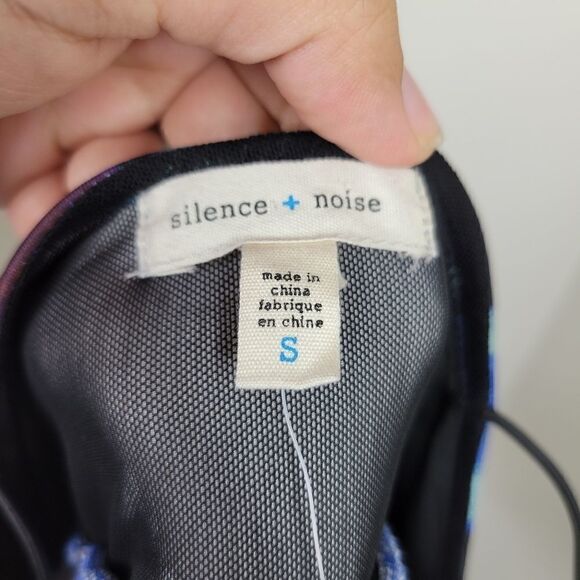 silence + noise
made in
china
fabrique
en chine
S